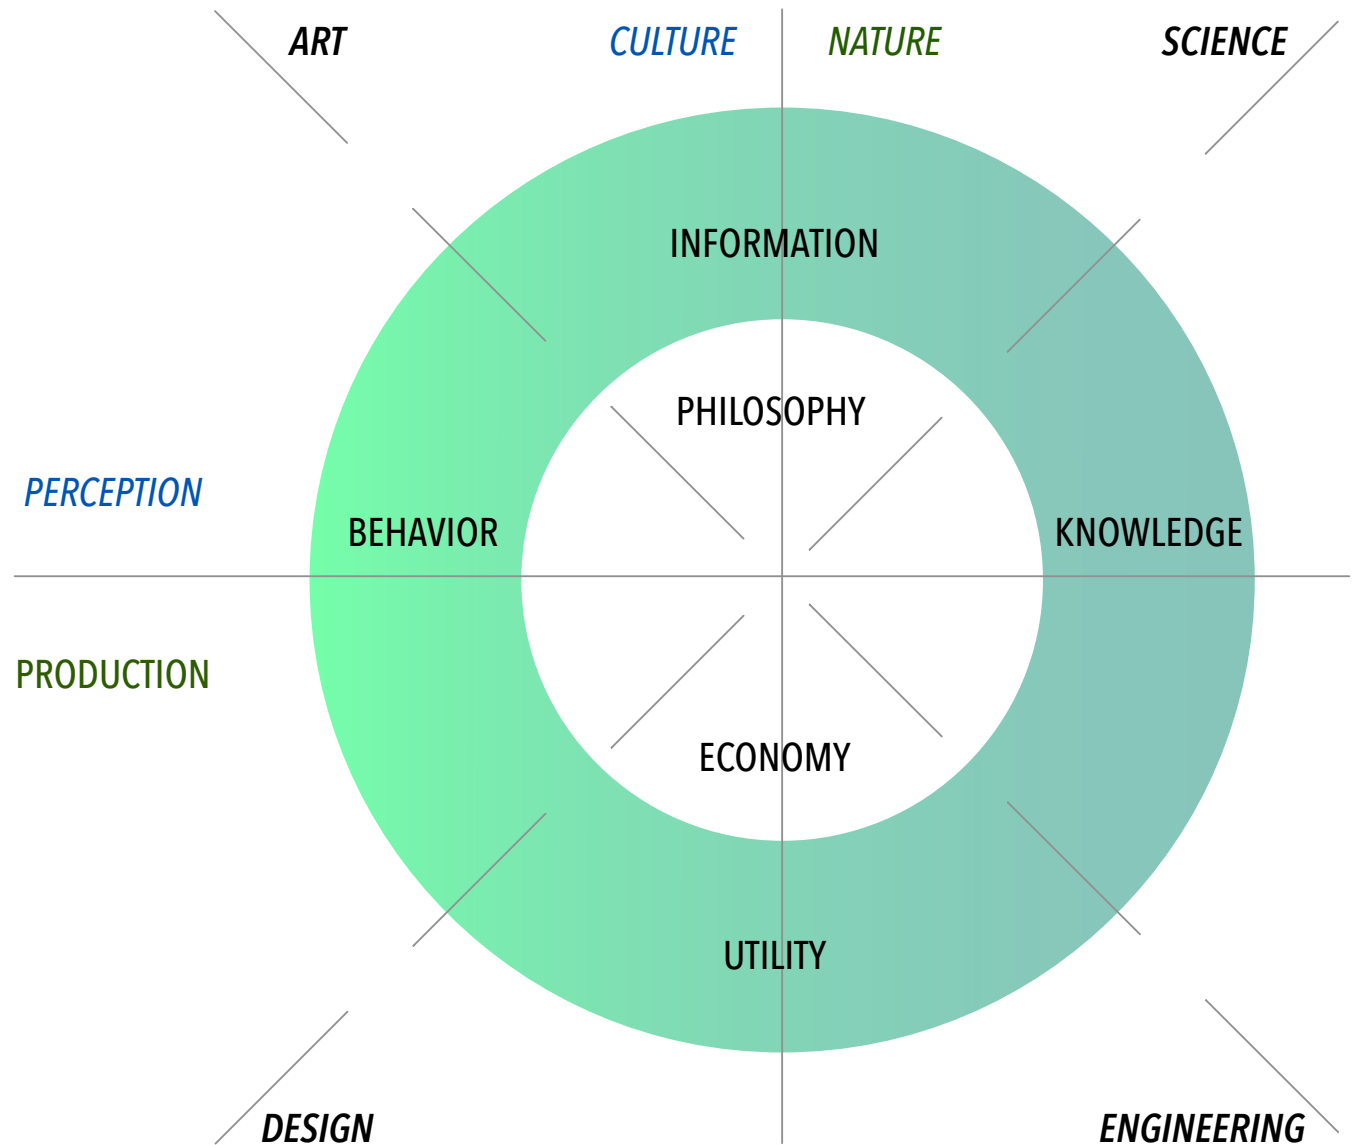 ART
CULTURE
NATURE
SCIENCE
INFORMATION
PHILOSOPHY
PERCEPTION
BEHAVIOR
KNOWLEDGE
PRODUCTION
ECONOMY
UTILITY
DESIGN
ENGINEERING